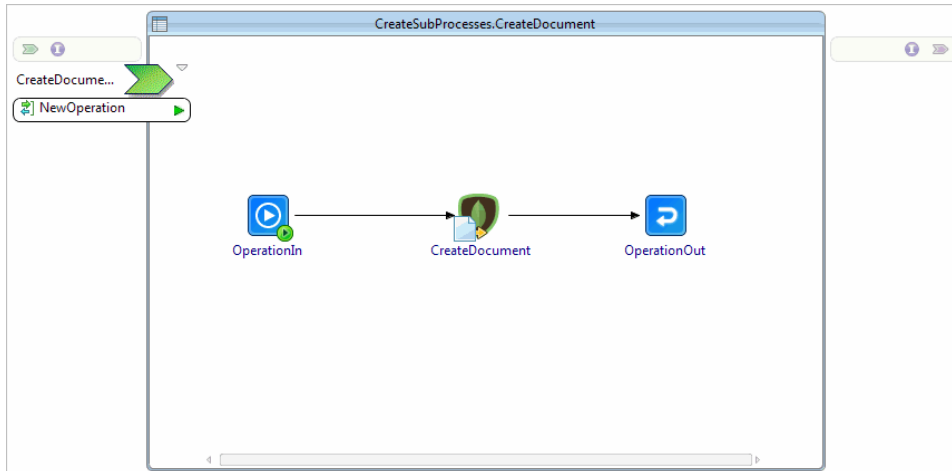 CreateSubProcesses.CreateDocument
CreateDocume...
NewOperation
OperationIn
CreateDocument
OperationOut